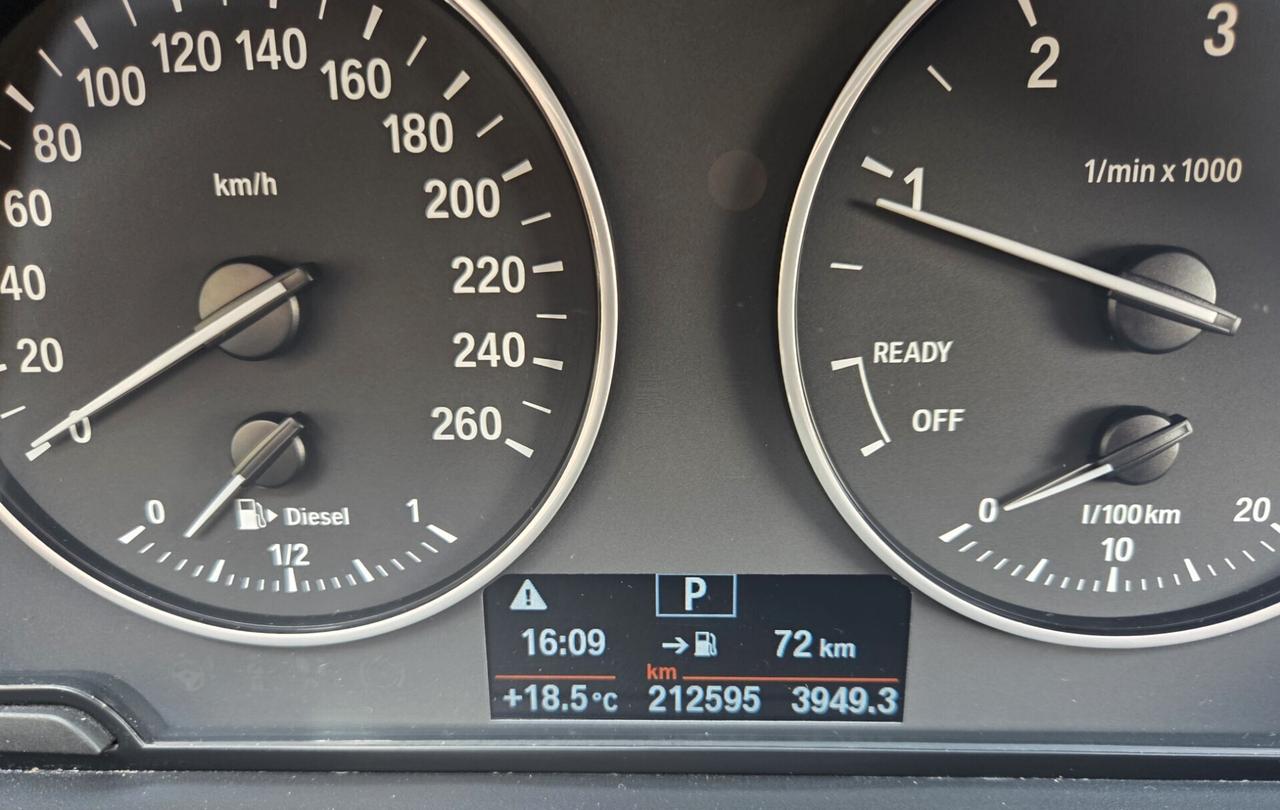 120 140
100 160
80 180
60 200
40 220
20 240
0 260
km/h
0 Diesel 1
1/2
1 2 3
1/min x 1000
READY
OFF
0 l/100 km 20
10
P
16:09 72 km
km
+18.5°C 212595 3949.3